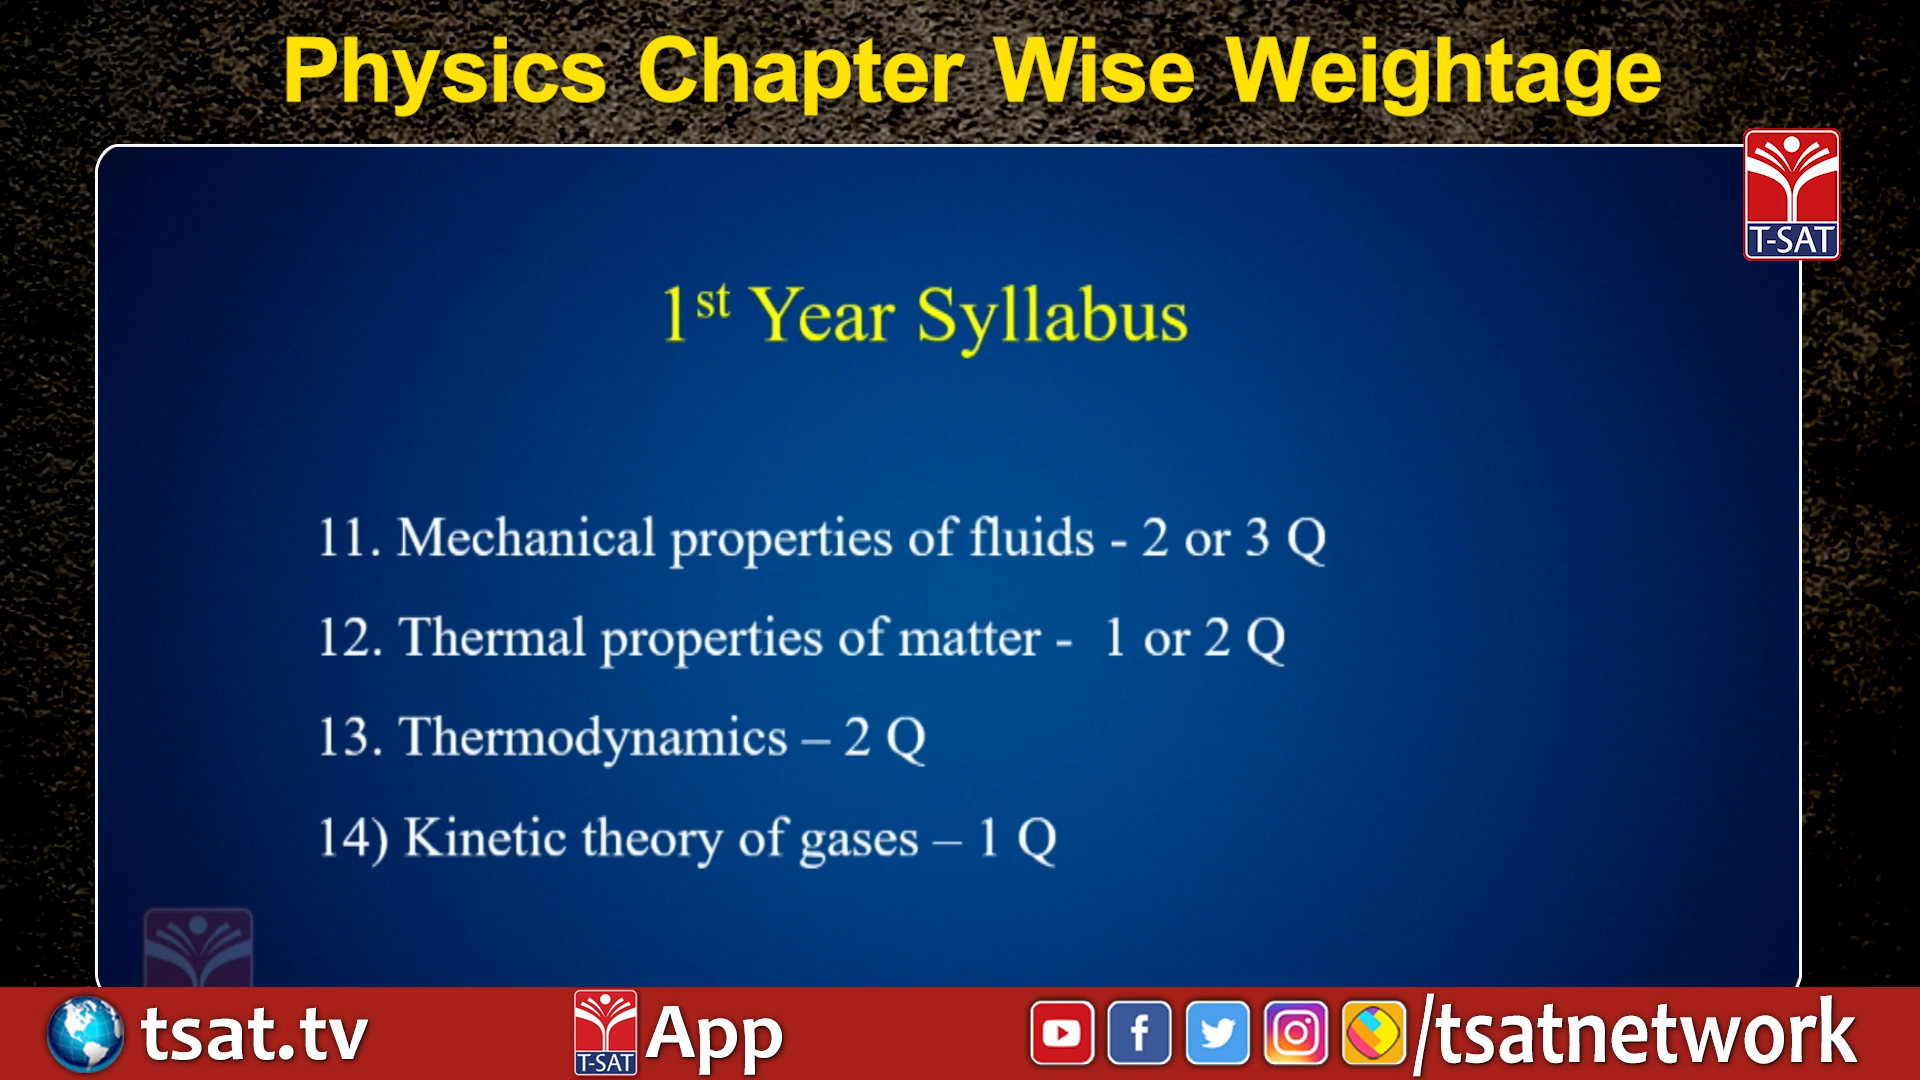 Physics Chapter Wise Weightage
T-SAT
1st Year Syllabus
11. Mechanical properties of fluids - 2 or 3 Q
12. Thermal properties of matter - 1 or 2 Q
13. Thermodynamics – 2 Q
14) Kinetic theory of gases – 1 Q
tsat.tv
T-SAT
App
/tsatnetwork